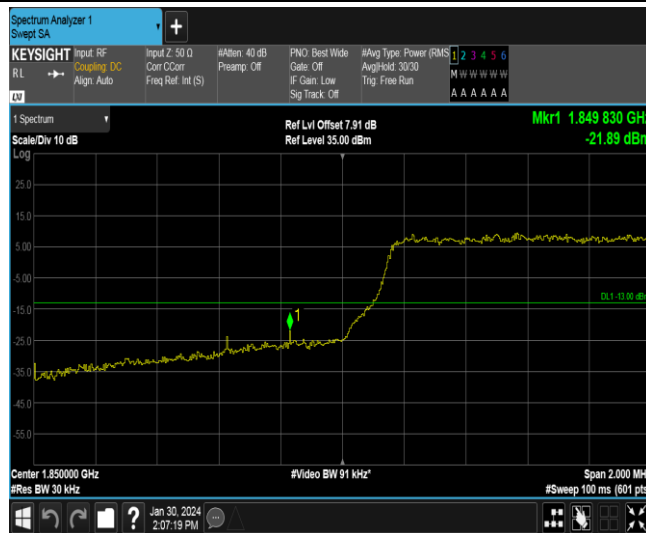 Spectrum Analyzer 1
Swept SA
+
KEYSIGHT
RL
LXI
Input: RF
Coupling: DC
Align: Auto
Input Z: 50 Ω
Corr CCorr
Freq Ref: Int (S)
#Atten: 40 dB
Preamp: Off
PNO: Best Wide
Gate: Off
IF Gain: Low
Sig Track: Off
#Avg Type: Power (RMS
Avg|Hold: 30/30
Trig: Free Run
1 2 3 4 5 6
M W W W W W
A A A A A A
1 Spectrum
Scale/Div 10 dB
Log
Ref Lvl Offset 7.91 dB
Ref Level 35.00 dBm
Mkr1 1.849 830 GHz
-21.89 dBm
25.0
15.0
5.00
-5.00
-15.0
-25.0
-35.0
-45.0
-55.0
DL1 -13.00 dBm
1
Center 1.850000 GHz
#Res BW 30 kHz
#Video BW 91 kHz*
Span 2.000 MH
#Sweep 100 ms (601 pts
?
Jan 30, 2024
2:07:19 PM